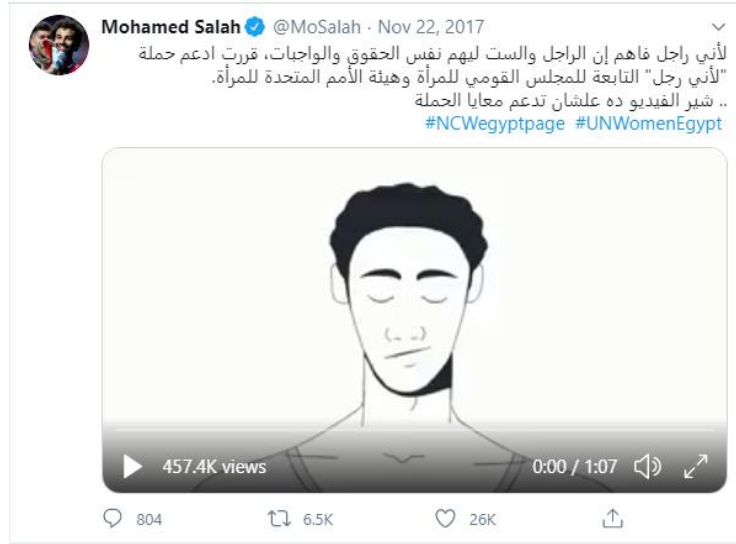 Mohamed Salah @MoSalah · Nov 22, 2017
لأني راجل فاهم إن الراجل والست ليهم نفس الحقوق والواجبات، قررت ادعم حملة
"لأني رجل" التابعة للمجلس القومي للمرأة وهيئة الأمم المتحدة للمرأة.
.. شير الفيديو ده علشان تدعم معايا الحملة
#NCWegyptpage #UNWomenEgypt
457.4K views 0:00 / 1:07
804 6.5K 26K